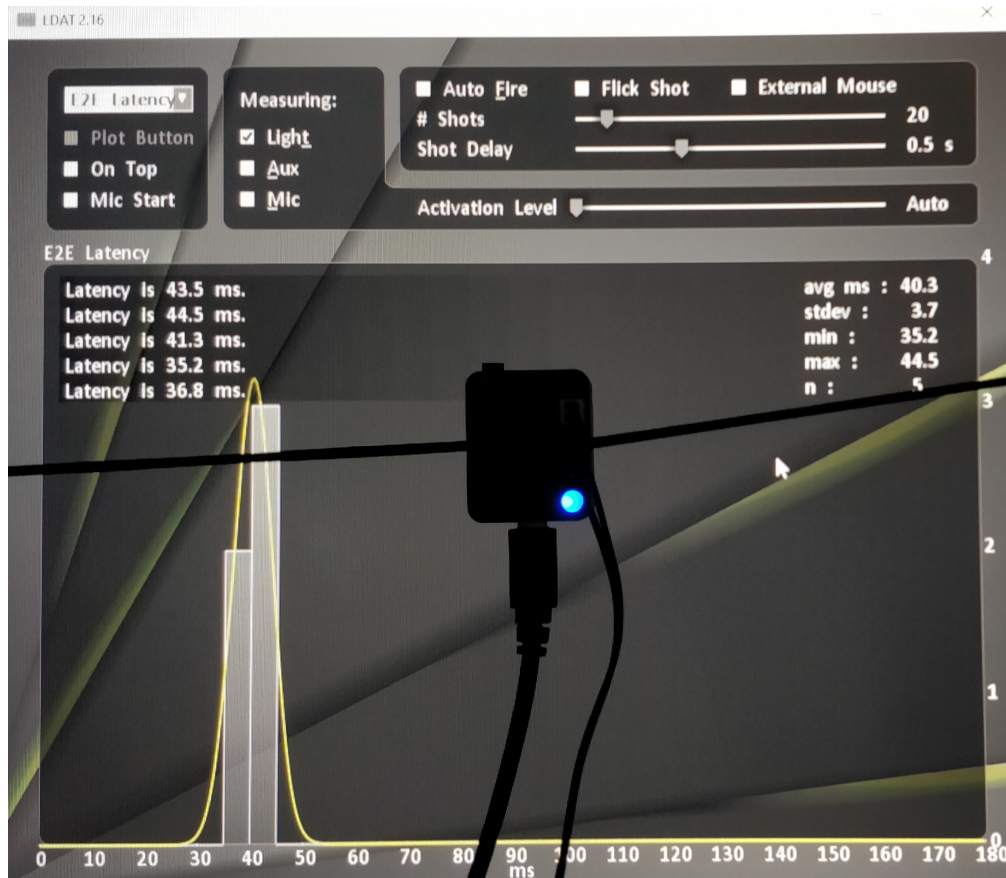 LDAT 2.16
E2E Latency
Plot Button
On Top
Mic Start
Measuring:
Light
Aux
Mic
Auto Fire
Flick Shot
External Mouse
# Shots
20
Shot Delay
0.5 s
Activation Level
Auto
E2E Latency
Latency is 43.5 ms.
Latency is 44.5 ms.
Latency is 41.3 ms.
Latency is 35.2 ms.
Latency is 36.8 ms.
avg ms : 40.3
stdev : 3.7
min : 35.2
max : 44.5
n : 5
4
3
2
1
0
0 10 20 30 40 50 60 70 80 90 100 110 120 130 140 150 160 170 180
ms